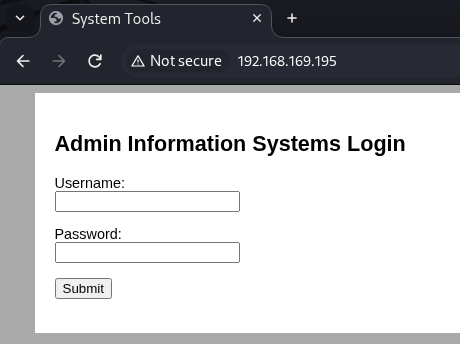 System Tools
Not secure 192.168.169.195
Admin Information Systems Login
Username:
Password:
Submit